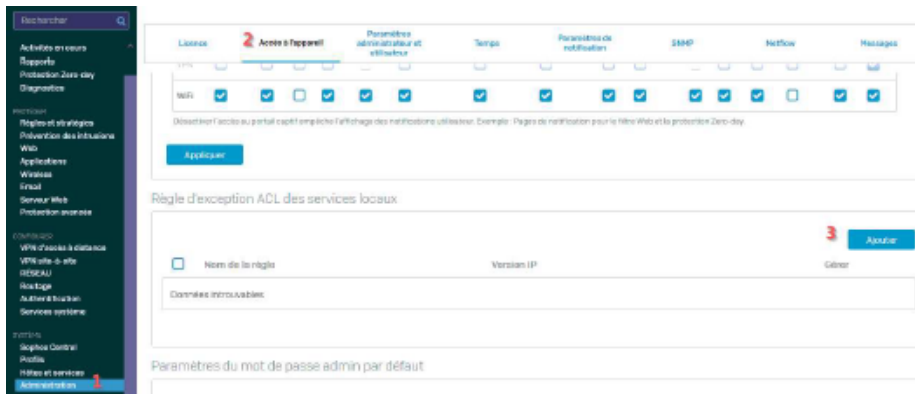 Rechercher
Activités en cours
Rapports
Protection Zero-day
Diagnostics
PROTÉGER
Règles et stratégies
Prévention des intrusions
Web
Applications
Wireless
Email
Serveur Web
Protection avancée
CONFIGURER
VPN d'accès à distance
VPN site-à-site
RÉSEAU
Routage
Authentification
Services système
SYSTÈME
Sophos Central
Profils
Hôtes et services
Administration 1
Licence
2 Accès à l'appareil
Paramètres administrateur et utilisateur
Temps
Paramètres de notification
SNMP
Netflow
Messages
VPN
WiFi
Désactiver l'accès au portail captif empêche l'affichage des notifications utilisateur. Exemple : Pages de notification pour le filtre Web et la protection Zero-day.
Appliquer
Règle d'exception ACL des services locaux
3 Ajouter
Nom de la règle Version IP Gérer
Données introuvables
Paramètres du mot de passe admin par défaut